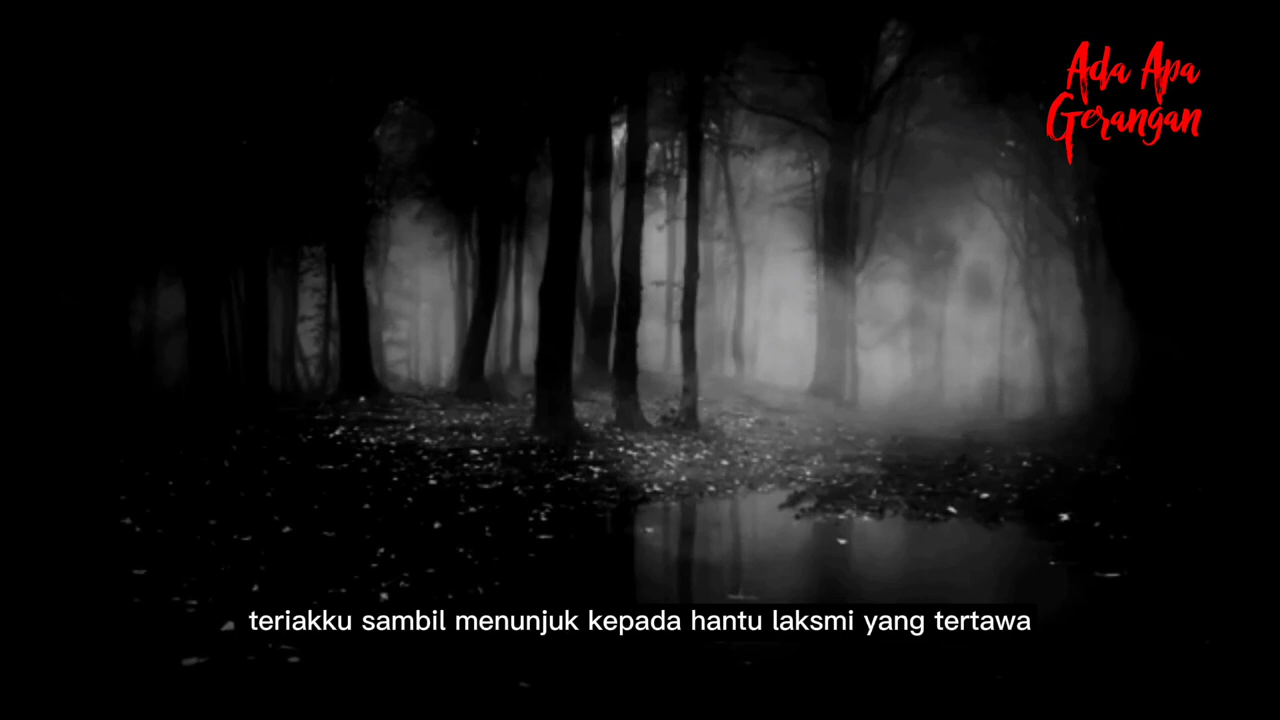 Ada Apa
Gerangan
teriakku sambil menunjuk kepada hantu laksmi yang tertawa